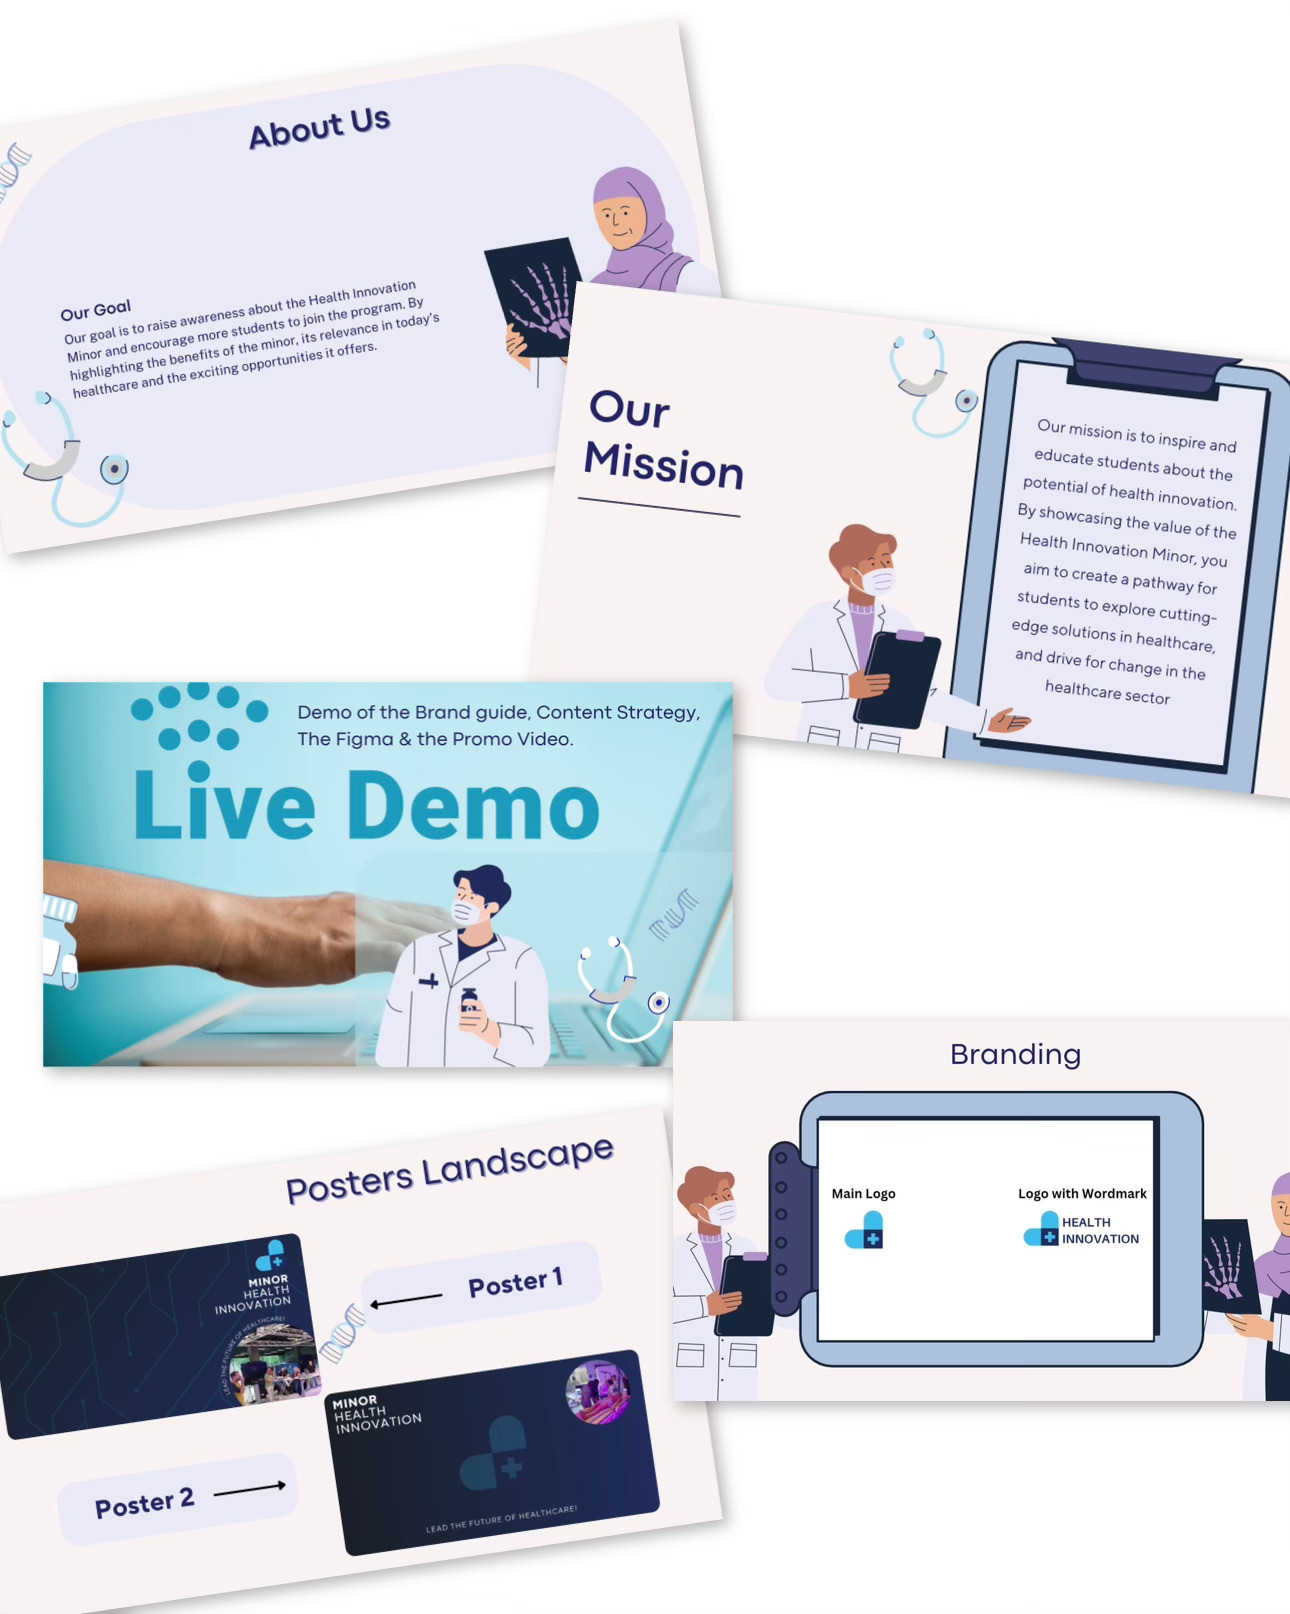 About Us
Our Goal
Our goal is to raise awareness about the Health Innovation
Minor and encourage more students to join the program. By
highlighting the benefits of the minor, its relevance in today's
healthcare and the exciting opportunities it offers.
Our
Mission
Our mission is to inspire and
educate students about the
potential of health innovation.
By showcasing the value of the
Health Innovation Minor, you
aim to create a pathway for
students to explore cutting-
edge solutions in healthcare,
and drive for change in the
healthcare sector
Demo of the Brand guide, Content Strategy,
The Figma & the Promo Video.
Live Demo
Branding
Main Logo
Logo with Wordmark
HEALTH
INNOVATION
Posters Landscape
MINOR
HEALTH
INNOVATION
LEAD THE FUTURE OF HEALTHCARE!
Poster 1
MINOR
HEALTH
INNOVATION
LEAD THE FUTURE OF HEALTHCARE!
Poster 2